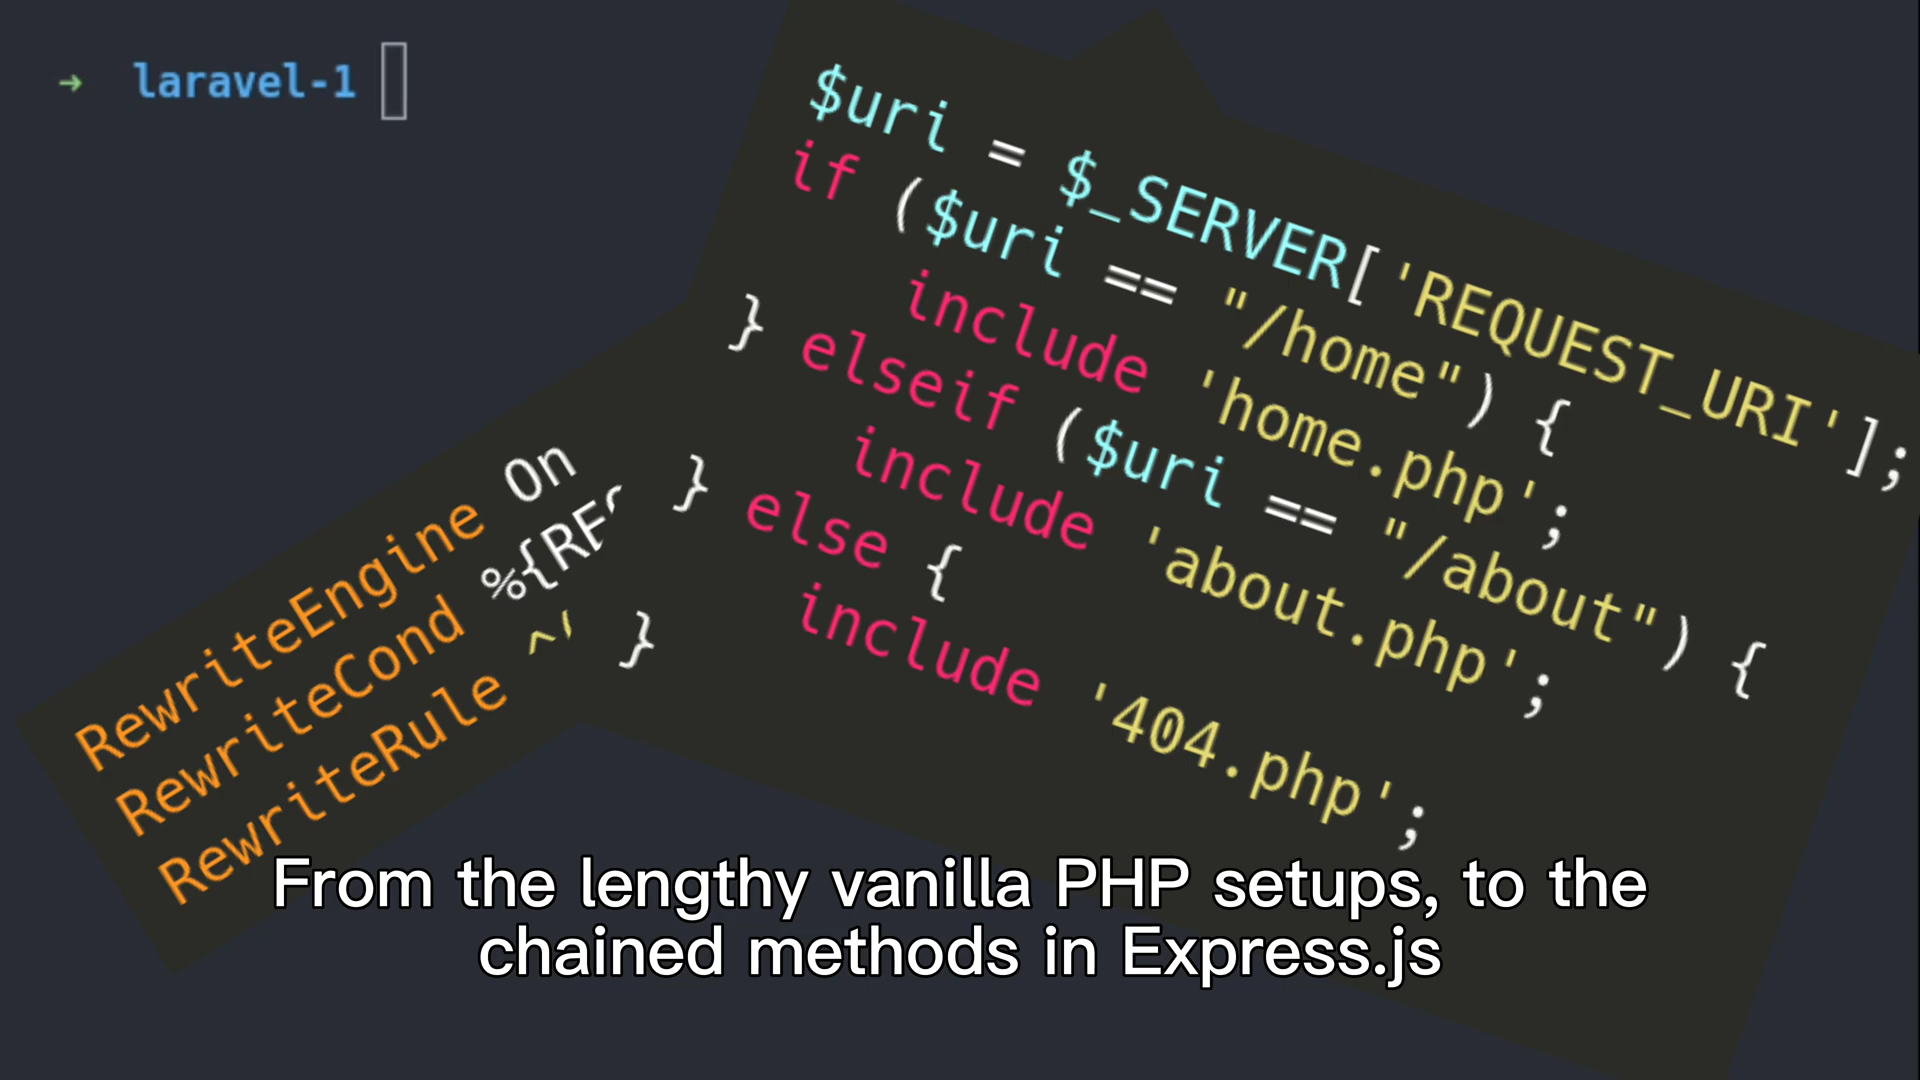 ➜ laravel-1
$uri = $_SERVER['REQUEST_URI'];
if ($uri == "/home") {
include 'home.php';
} elseif ($uri == "/about") {
include 'about.php';
} else {
include '404.php';
}
RewriteEngine On
RewriteCond %{RE
RewriteRule ^
From the lengthy vanilla PHP setups, to the
chained methods in Express.js